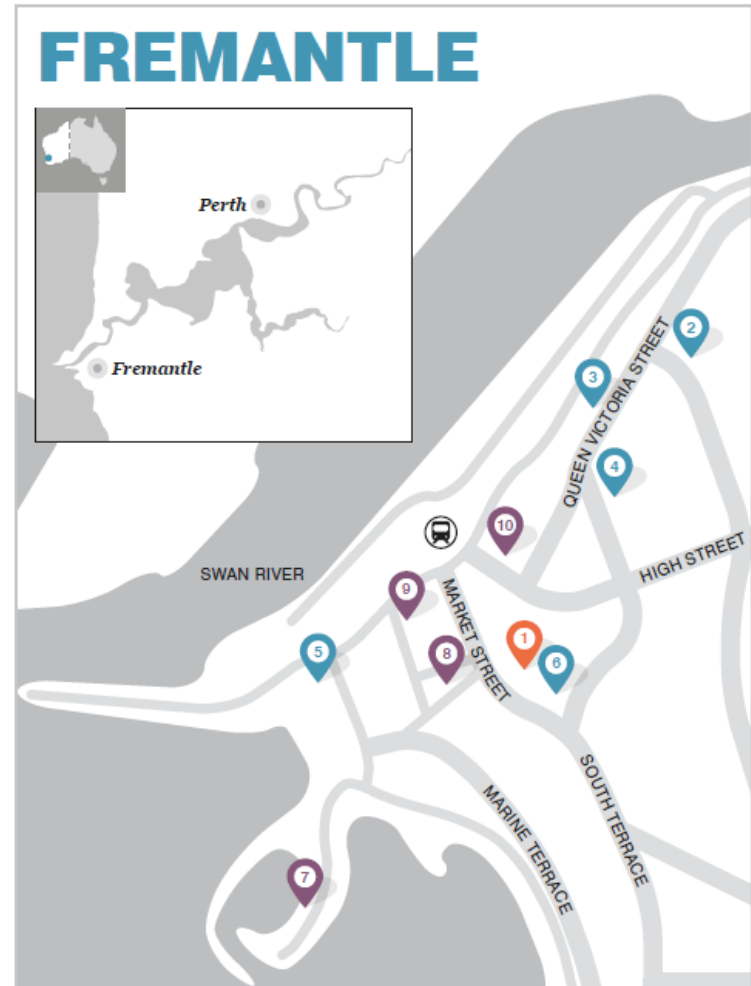 FREMANTLE
Perth
Fremantle
2
QUEEN VICTORIA STREET
3
4
10
SWAN RIVER
HIGH STREET
9
MARKET STREET
1
5
8
6
SOUTH TERRACE
MARINE TERRACE
7